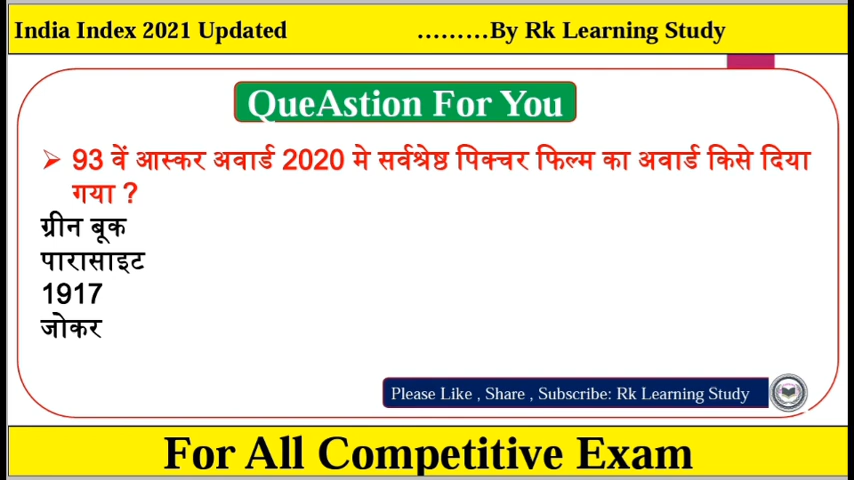 India Index 2021 Updated .........By Rk Learning Study
QueAstion For You
➢ 93 वें आस्कर अवार्ड 2020 मे सर्वश्रेष्ठ पिक्चर फिल्म का अवार्ड किसे दिया
गया ?
ग्रीन बूक
पारासाइट
1917
जोकर
Please Like , Share , Subscribe: Rk Learning Study
For All Competitive Exam